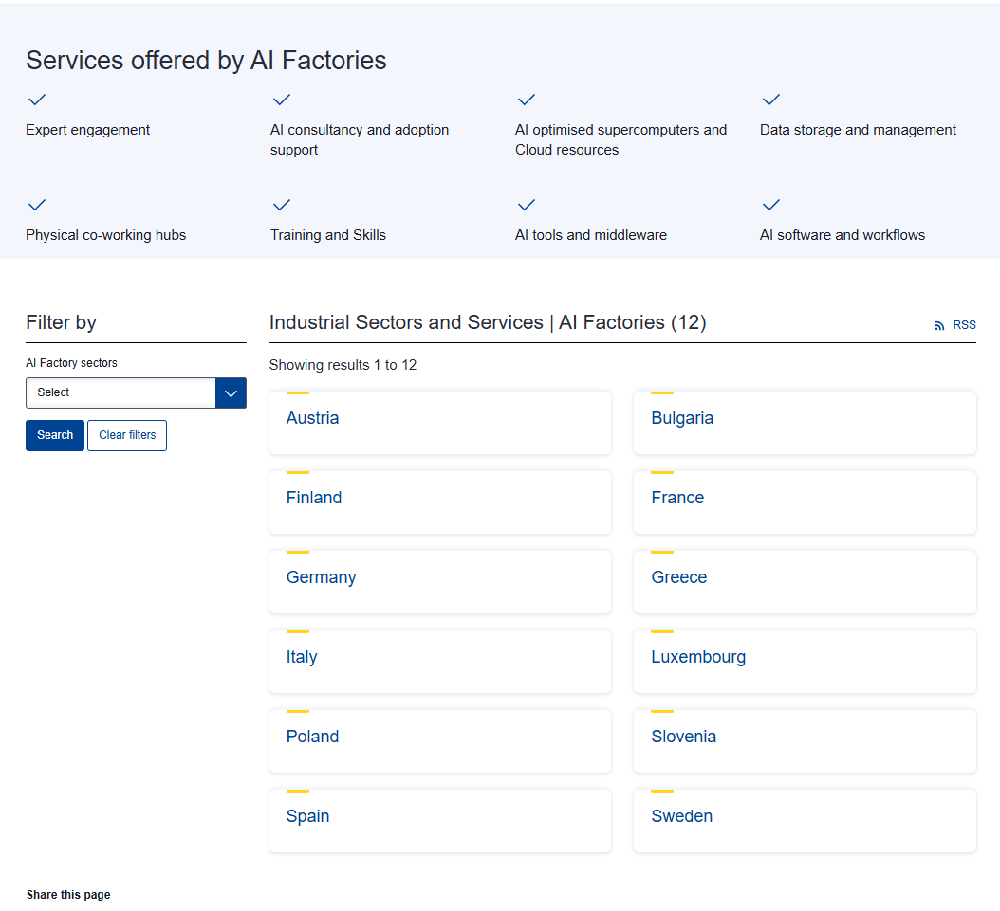 Services offered by AI Factories
Expert engagement
AI consultancy and adoption
support
AI optimised supercomputers and
Cloud resources
Data storage and management
Physical co-working hubs
Training and Skills
AI tools and middleware
AI software and workflows
Filter by
AI Factory sectors
Select
Search
Clear filters
Industrial Sectors and Services | AI Factories (12)
RSS
Showing results 1 to 12
Austria
Bulgaria
Finland
France
Germany
Greece
Italy
Luxembourg
Poland
Slovenia
Spain
Sweden
Share this page